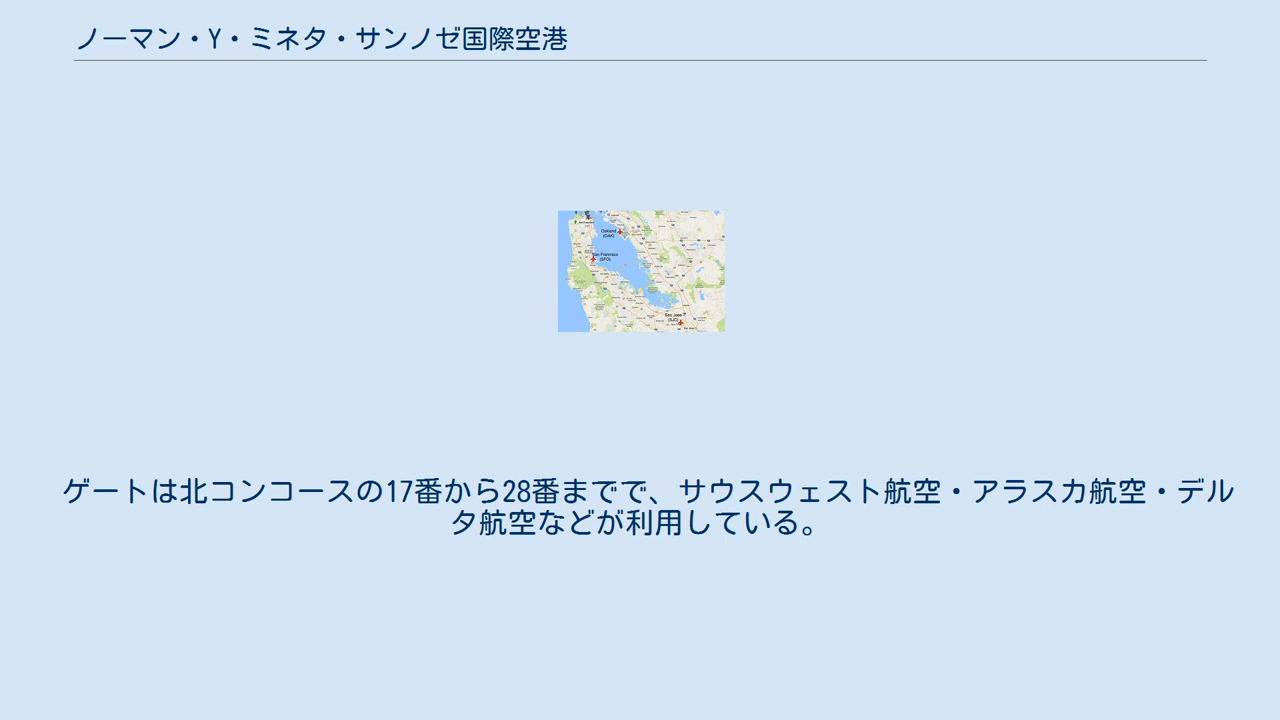 ノーマン・Y・ミネタ・サンノゼ国際空港
Oakland
(OAK)
San Francisco
(SFO)
San Jose
(SJC)
ゲートは北コンコースの17番から28番までで、サウスウェスト航空・アラスカ航空・デル
タ航空などが利用している。